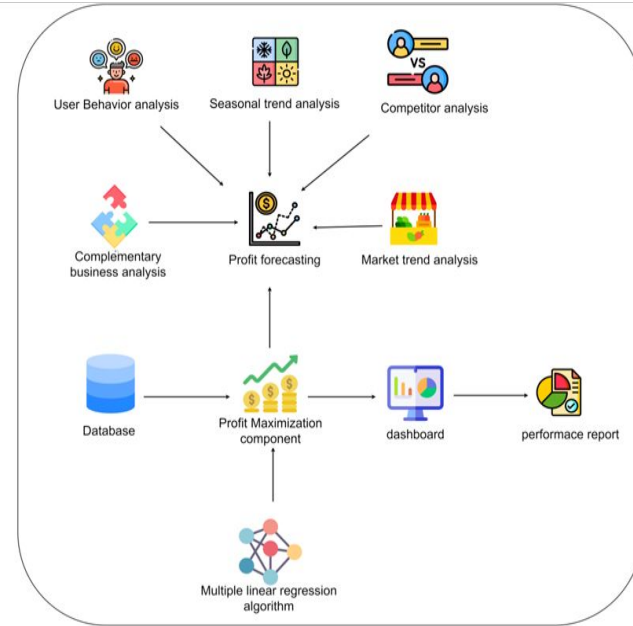 VS
User Behavior analysis
Seasonal trend analysis
Competitor analysis
$
Complementary
business analysis
Profit forecasting
Market trend analysis
$
$
$
Database
Profit Maximization
component
dashboard
performace report
Multiple linear regression
algorithm